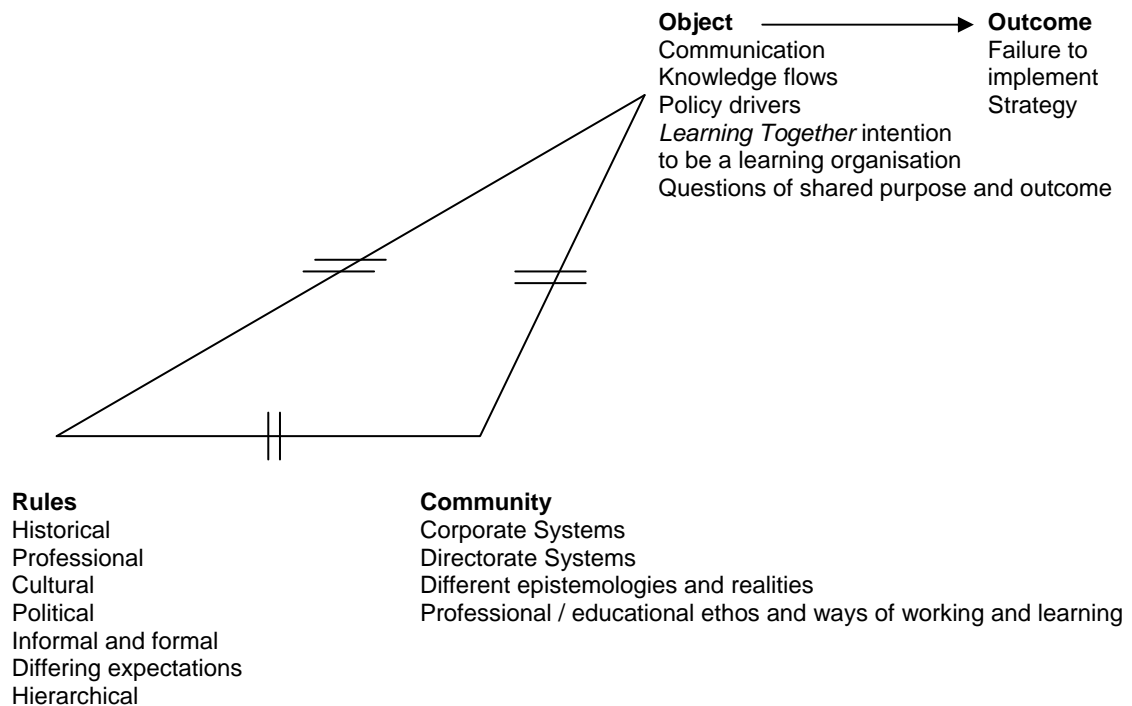 Object
Communication
Knowledge flows
Policy drivers
Learning Together intention
to be a learning organisation
Questions of shared purpose and outcome
Outcome
Failure to
implement
Strategy
Rules
Historical
Professional
Cultural
Political
Informal and formal
Differing expectations
Hierarchical
Community
Corporate Systems
Directorate Systems
Different epistemologies and realities
Professional / educational ethos and ways of working and learning